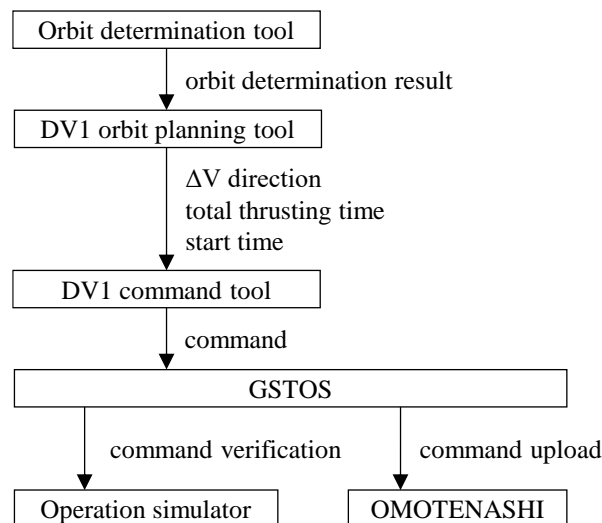 Orbit determination tool
orbit determination result
DV1 orbit planning tool
ΔV direction
total thrusting time
start time
DV1 command tool
command
GSTOS
command verification
command upload
Operation simulator
OMOTENASHI